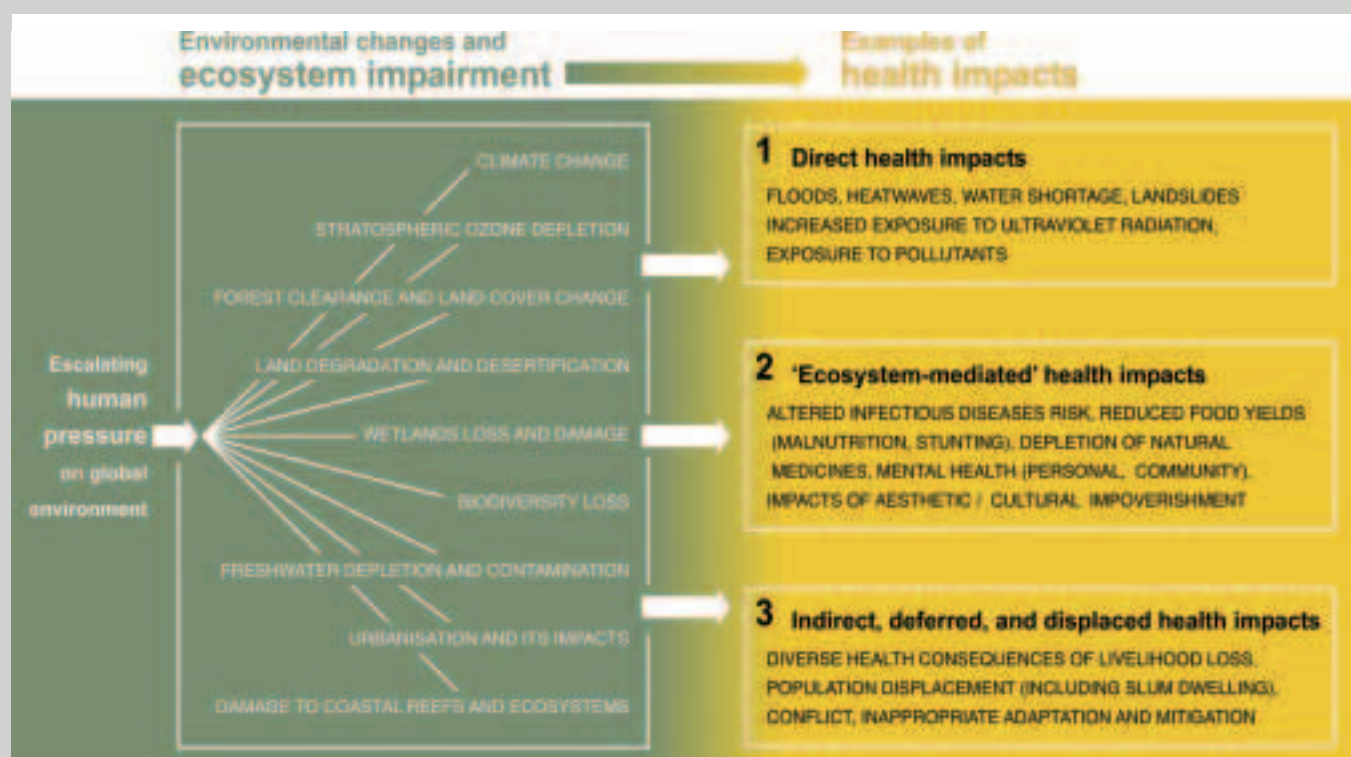 Environmental changes and
ecosystem impairment
Examples of
health impacts
Escalating
human
pressure
on global
environment
CLIMATE CHANGE
STRATOSPHERIC OZONE DEPLETION
FOREST CLEARANCE AND LAND COVER CHANGE
LAND DEGRADATION AND DESERTIFICATION
WETLANDS LOSS AND DAMAGE
BIODIVERSITY LOSS
FRESHWATER DEPLETION AND CONTAMINATION
URBANISATION AND ITS IMPACTS
DAMAGE TO COASTAL REEFS AND ECOSYSTEMS
1 Direct health impacts
FLOODS, HEATWAVES, WATER SHORTAGE, LANDSLIDES
INCREASED EXPOSURE TO ULTRAVIOLET RADIATION,
EXPOSURE TO POLLUTANTS
2 'Ecosystem-mediated' health impacts
ALTERED INFECTIOUS DISEASES RISK, REDUCED FOOD YIELDS
(MALNUTRITION, STUNTING), DEPLETION OF NATURAL
MEDICINES, MENTAL HEALTH (PERSONAL, COMMUNITY),
IMPACTS OF AESTHETIC / CULTURAL IMPOVERISHMENT
3 Indirect, deferred, and displaced health impacts
DIVERSE HEALTH CONSEQUENCES OF LIVELIHOOD LOSS,
POPULATION DISPLACEMENT (INCLUDING SLUM DWELLING),
CONFLICT, INAPPROPRIATE ADAPTATION AND MITIGATION